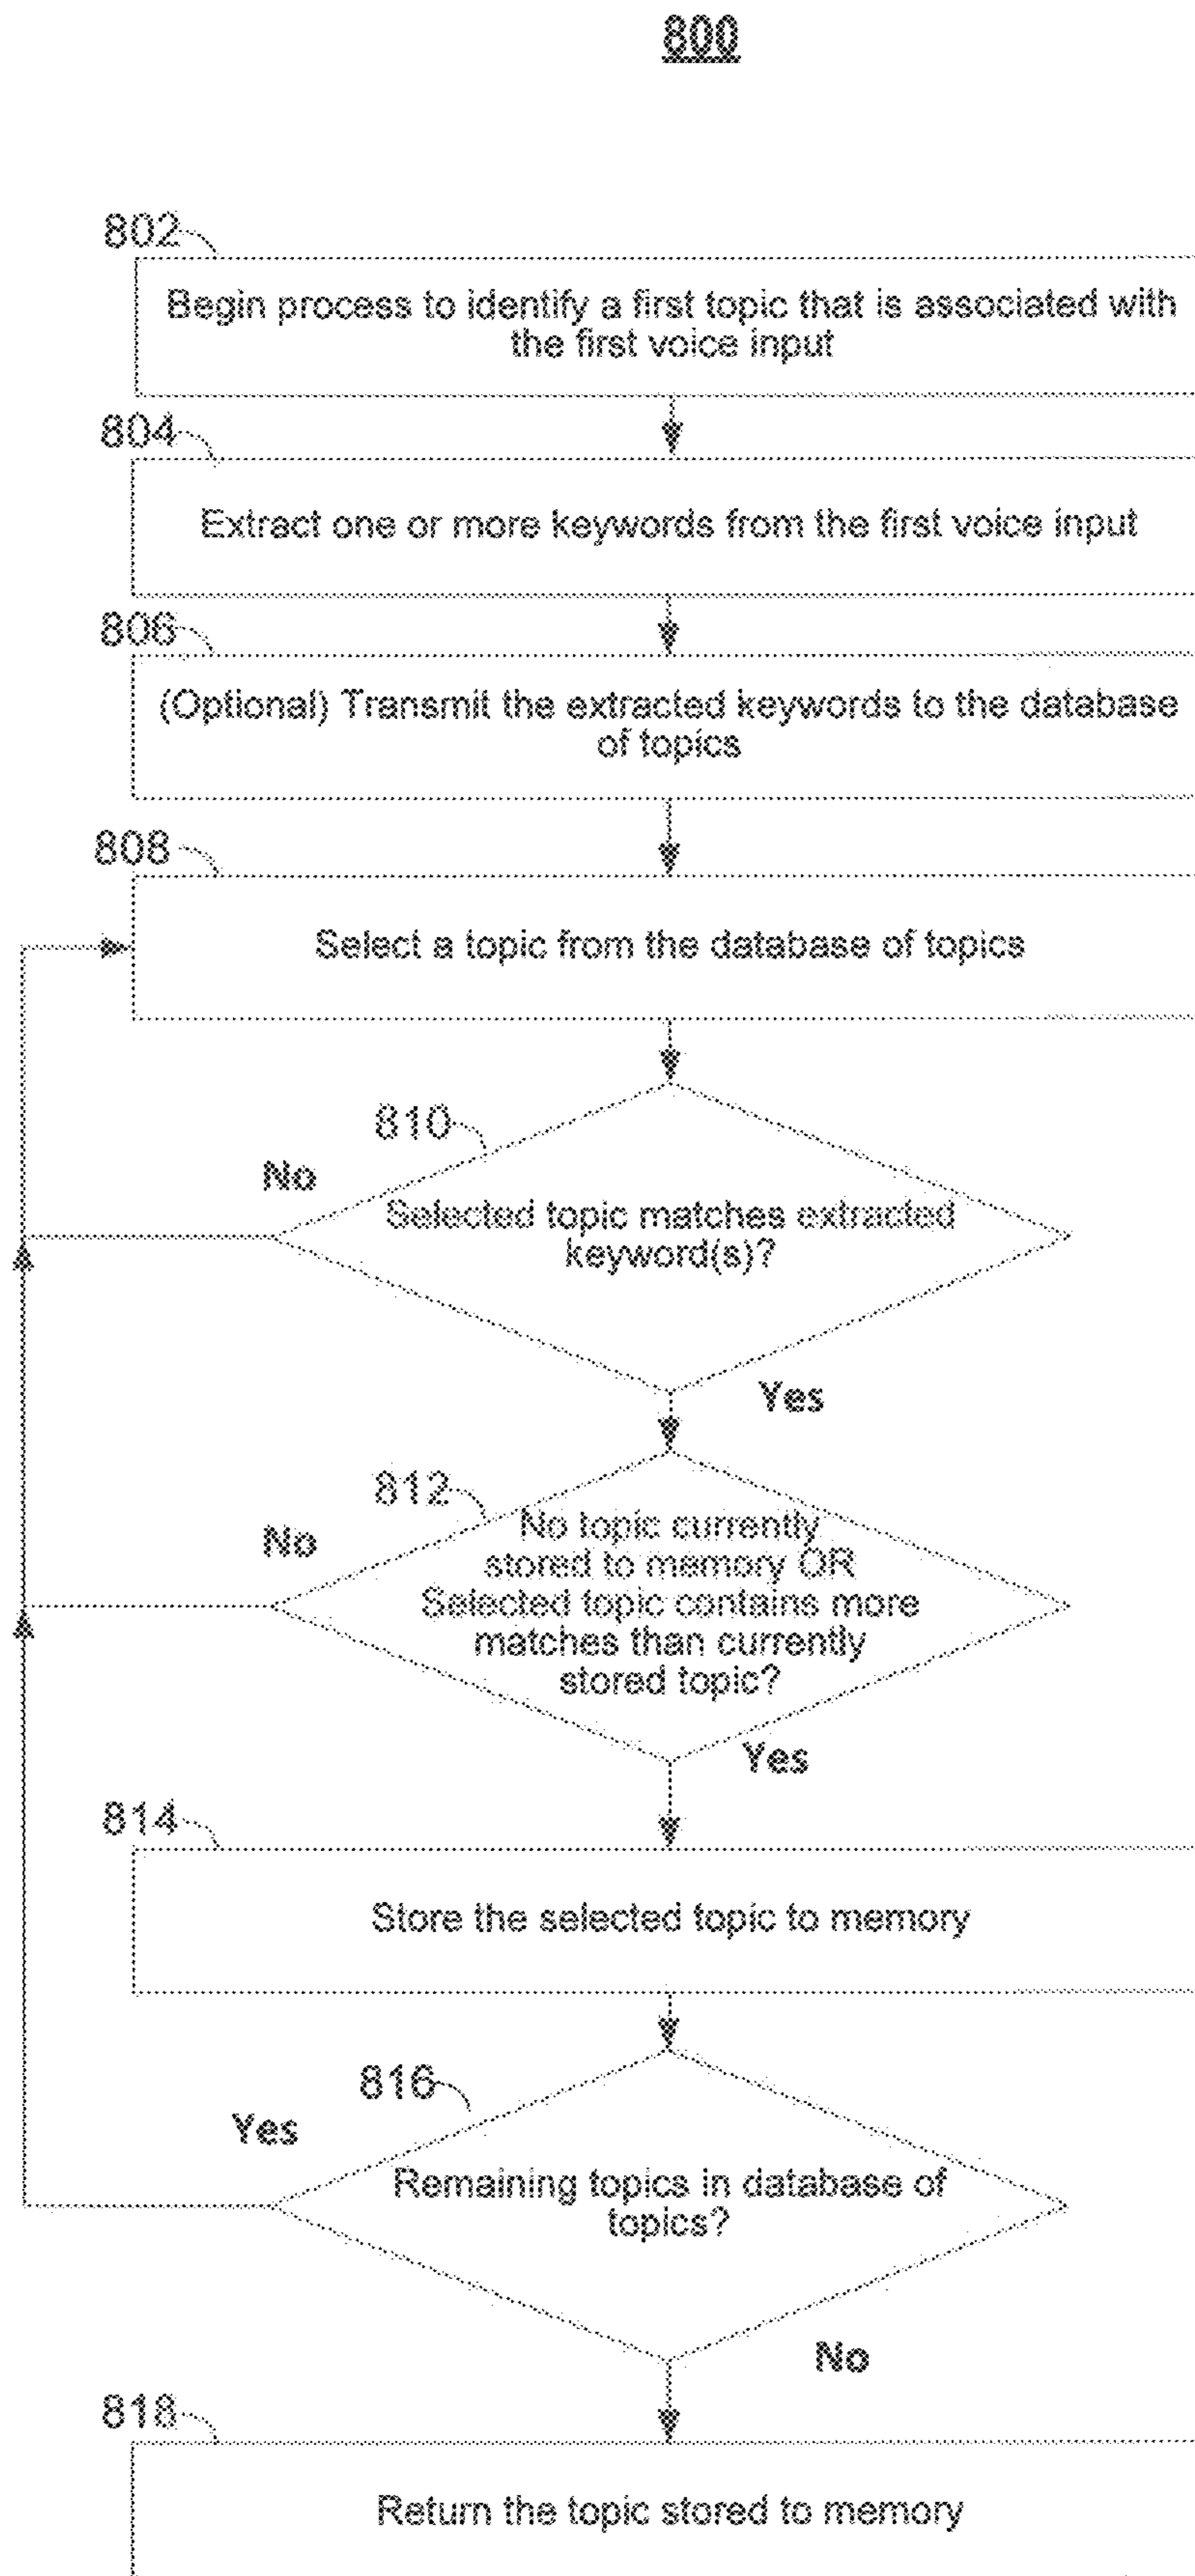 800
802
Begin process to identify a first topic that is associated with
the first voice input
804
Extract one or more keywords from the first voice input
806
(Optional) Transmit the extracted keywords to the database
of topics
808
Select a topic from the database of topics
810
No
Selected topic matches extracted
keyword(s)?
Yes
812
No
No topic currently
stored to memory OR
Selected topic contains more
matches than currently
stored topic?
Yes
814
Store the selected topic to memory
816
Yes
Remaining topics in database of
topics?
No
818
Return the topic stored to memory